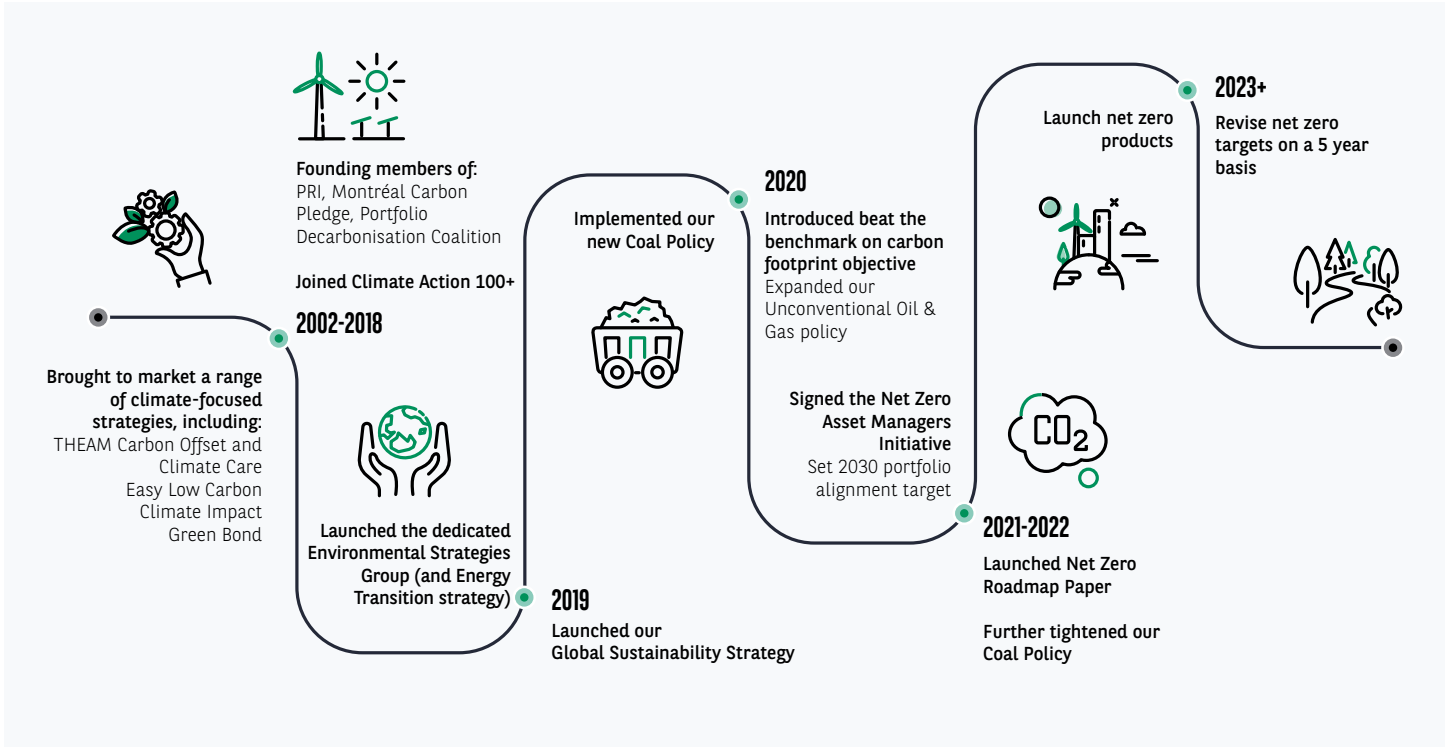 Founding members of:
PRI, Montréal Carbon
Pledge, Portfolio
Decarbonisation Coalition
Joined Climate Action 100+
2002-2018
Brought to market a range
of climate-focused
strategies, including:
THEAM Carbon Offset and
Climate Care
Easy Low Carbon
Climate Impact
Green Bond
Launched the dedicated
Environmental Strategies
Group (and Energy
Transition strategy)
2019
Launched our
Global Sustainability Strategy
Implemented our
new Coal Policy
2020
Introduced beat the
benchmark on carbon
footprint objective
Expanded our
Unconventional Oil &
Gas policy
Signed the Net Zero
Asset Managers
Initiative
Set 2030 portfolio
alignment target
CO2
2021-2022
Launched Net Zero
Roadmap Paper
Further tightened our
Coal Policy
Launch net zero
products
2023+
Revise net zero
targets on a 5 year
basis